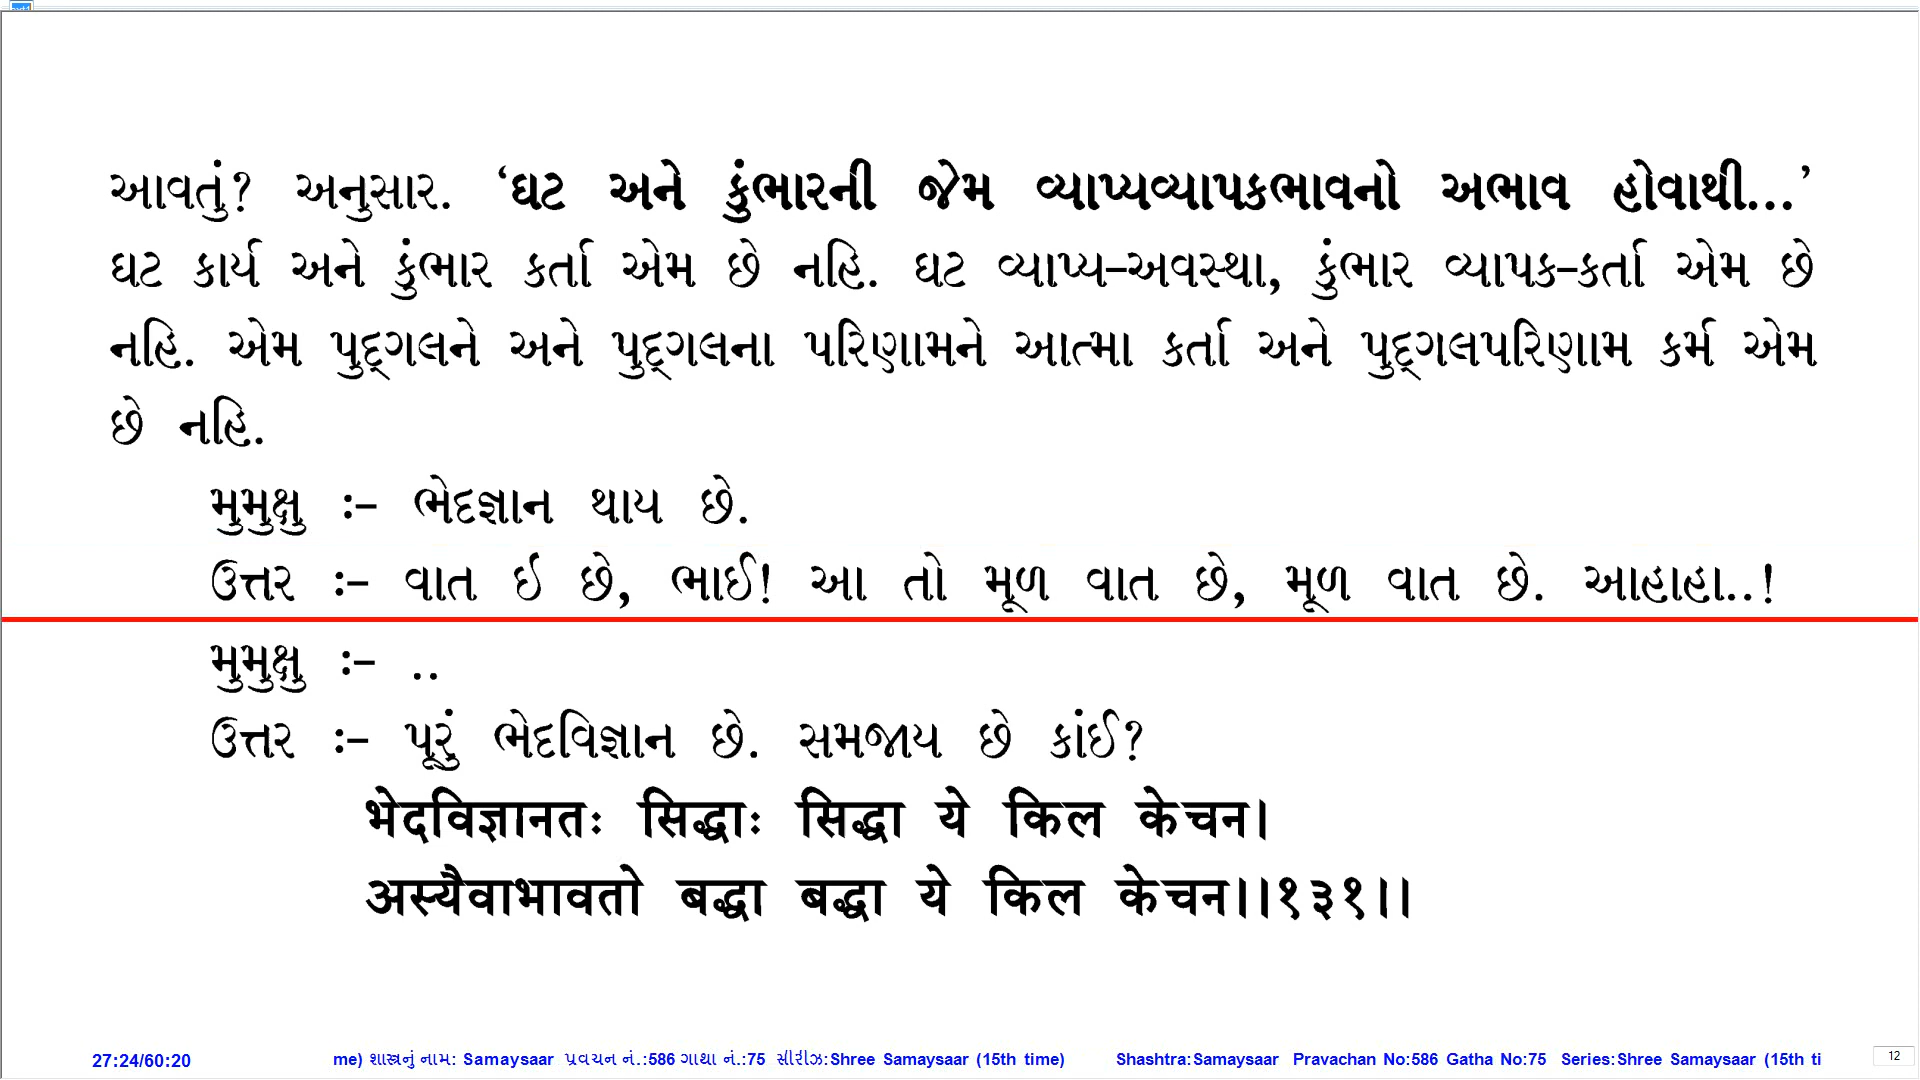 આવતું? અનુસાર. ‘ઘટ અને કુંભારની જેમ વ્યાપ્યવ્યાપકભાવનો અભાવ હોવાથી...’
ઘટ કાર્ય અને કુંભાર કર્તા એમ છે નહિ. ઘટ વ્યાપ્ય–અવસ્થા, કુંભાર વ્યાપક–કર્તા એમ છે
નહિ. એમ પુદ્ગલને અને પુદ્ગલના પરિણામને આત્મા કર્તા અને પુદ્ગલપરિણામ કર્મ એમ
છે નહિ.
મુમુક્ષુ :– ભેદજ્ઞાન થાય છે.
ઉત્તર :– વાત ઈ છે, ભાઈ! આ તો મૂળ વાત છે, મૂળ વાત છે. આહાહા..!
મુમુક્ષુ :– ..
ઉત્તર :– પૂરું ભેદવિજ્ઞાન છે. સમજાય છે કાંઈ?
भेदविज्ञानतः सिद्धाः सिद्धा ये किल केचन।
अस्यैवाभावतो बद्धा बद्धा ये किल केचन।।१३१।।
27:24/60:20 me) શાસ્ત્રનું નામ: Samaysaar પ્રવચન નં.:586 ગાથા નં.:75 સીરીઝ:Shree Samaysaar (15th time) Shashtra:Samaysaar Pravachan No:586 Gatha No:75 Series:Shree Samaysaar (15th ti 12